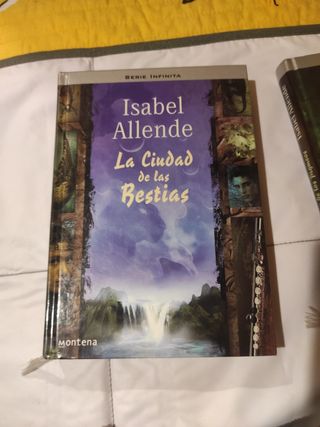 SERIE INFINITA
Isabel
Allende
La Ciudad
de las
Bestias
MONTENA